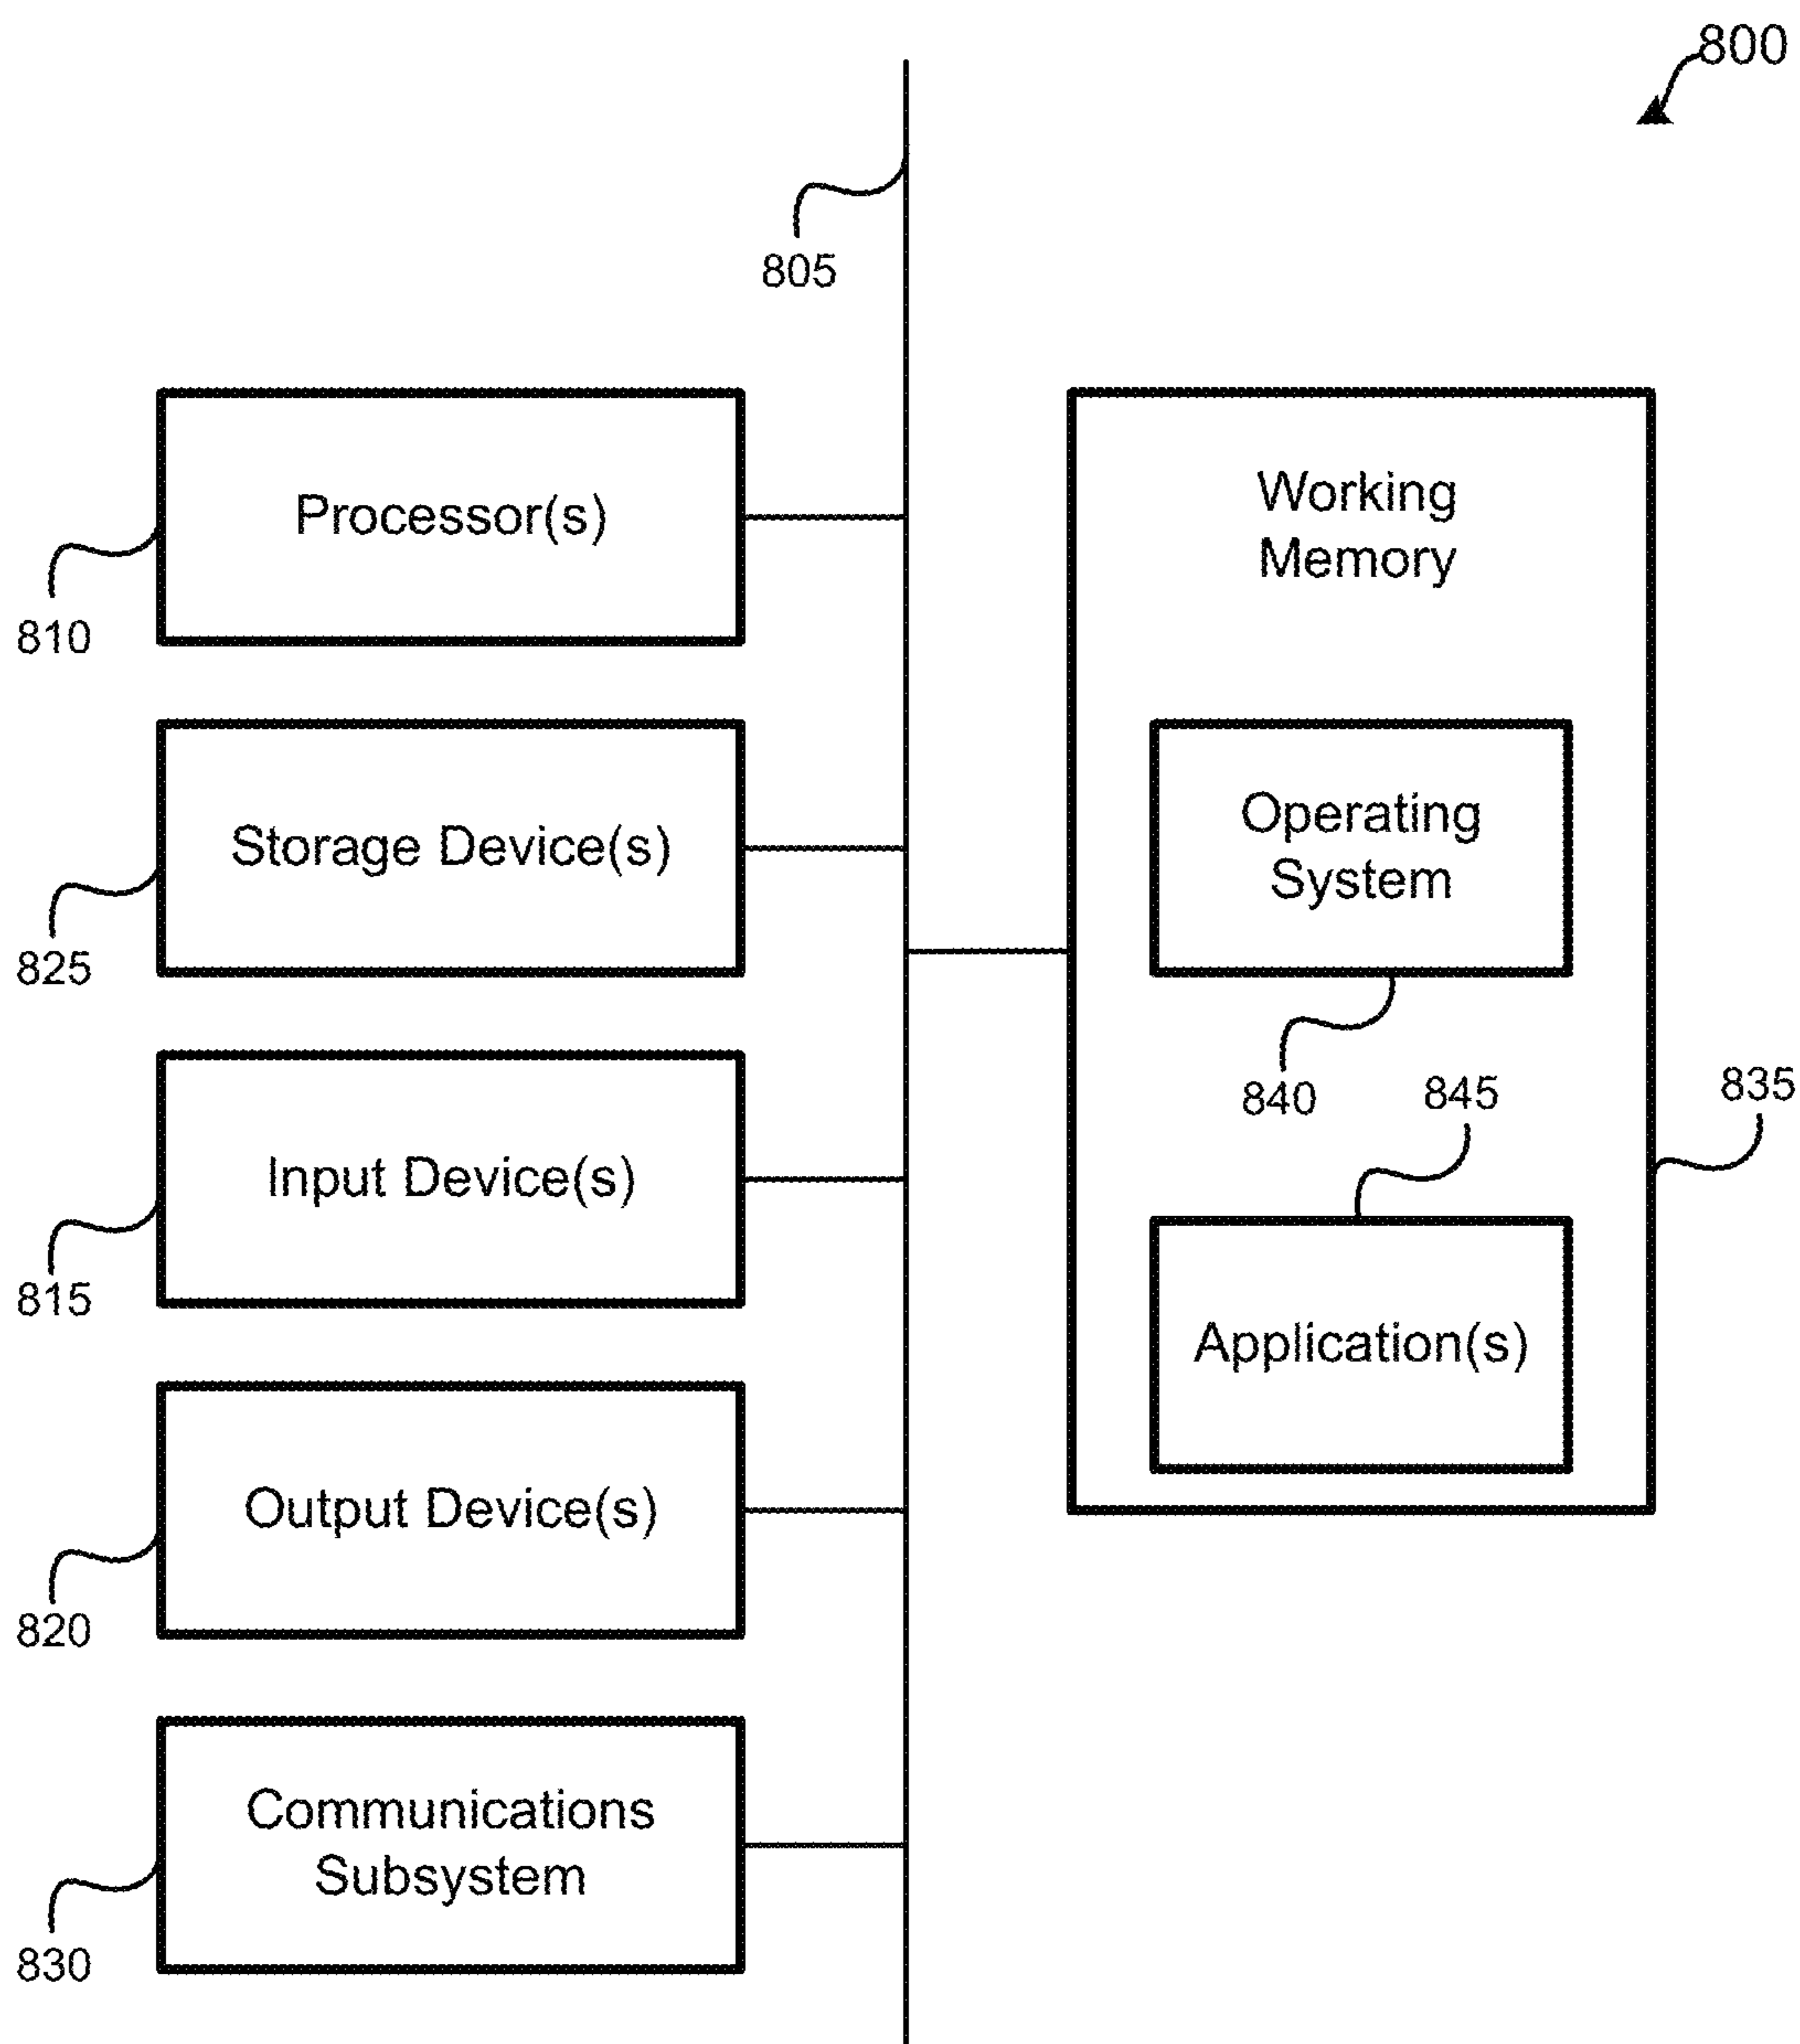 800
805
Processor(s)
810
Storage Device(s)
825
Input Device(s)
815
Output Device(s)
820
Communications
Subsystem
830
Working
Memory
Operating
System
840
845
835
Application(s)